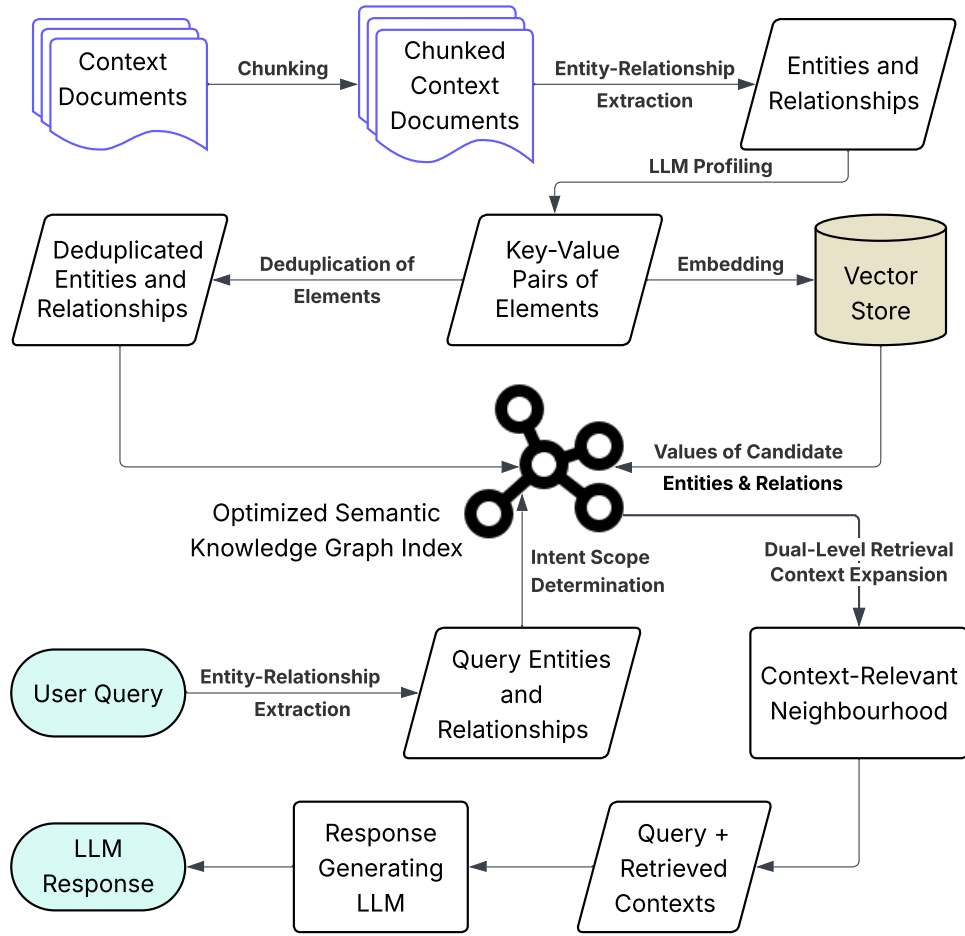 Context
Documents
Chunking
Chunked
Context
Documents
Entity-Relationship
Extraction
Entities and
Relationships
LLM Profiling
Deduplicated
Entities and
Relationships
Deduplication of
Elements
Key-Value
Pairs of
Elements
Embedding
Vector
Store
Values of Candidate
Entities & Relations
Optimized Semantic
Knowledge Graph Index
Intent Scope
Determination
Dual-Level Retrieval
Context Expansion
User Query
Entity-Relationship
Extraction
Query Entities
and
Relationships
Context-Relevant
Neighbourhood
LLM
Response
Response
Generating
LLM
Query +
Retrieved
Contexts